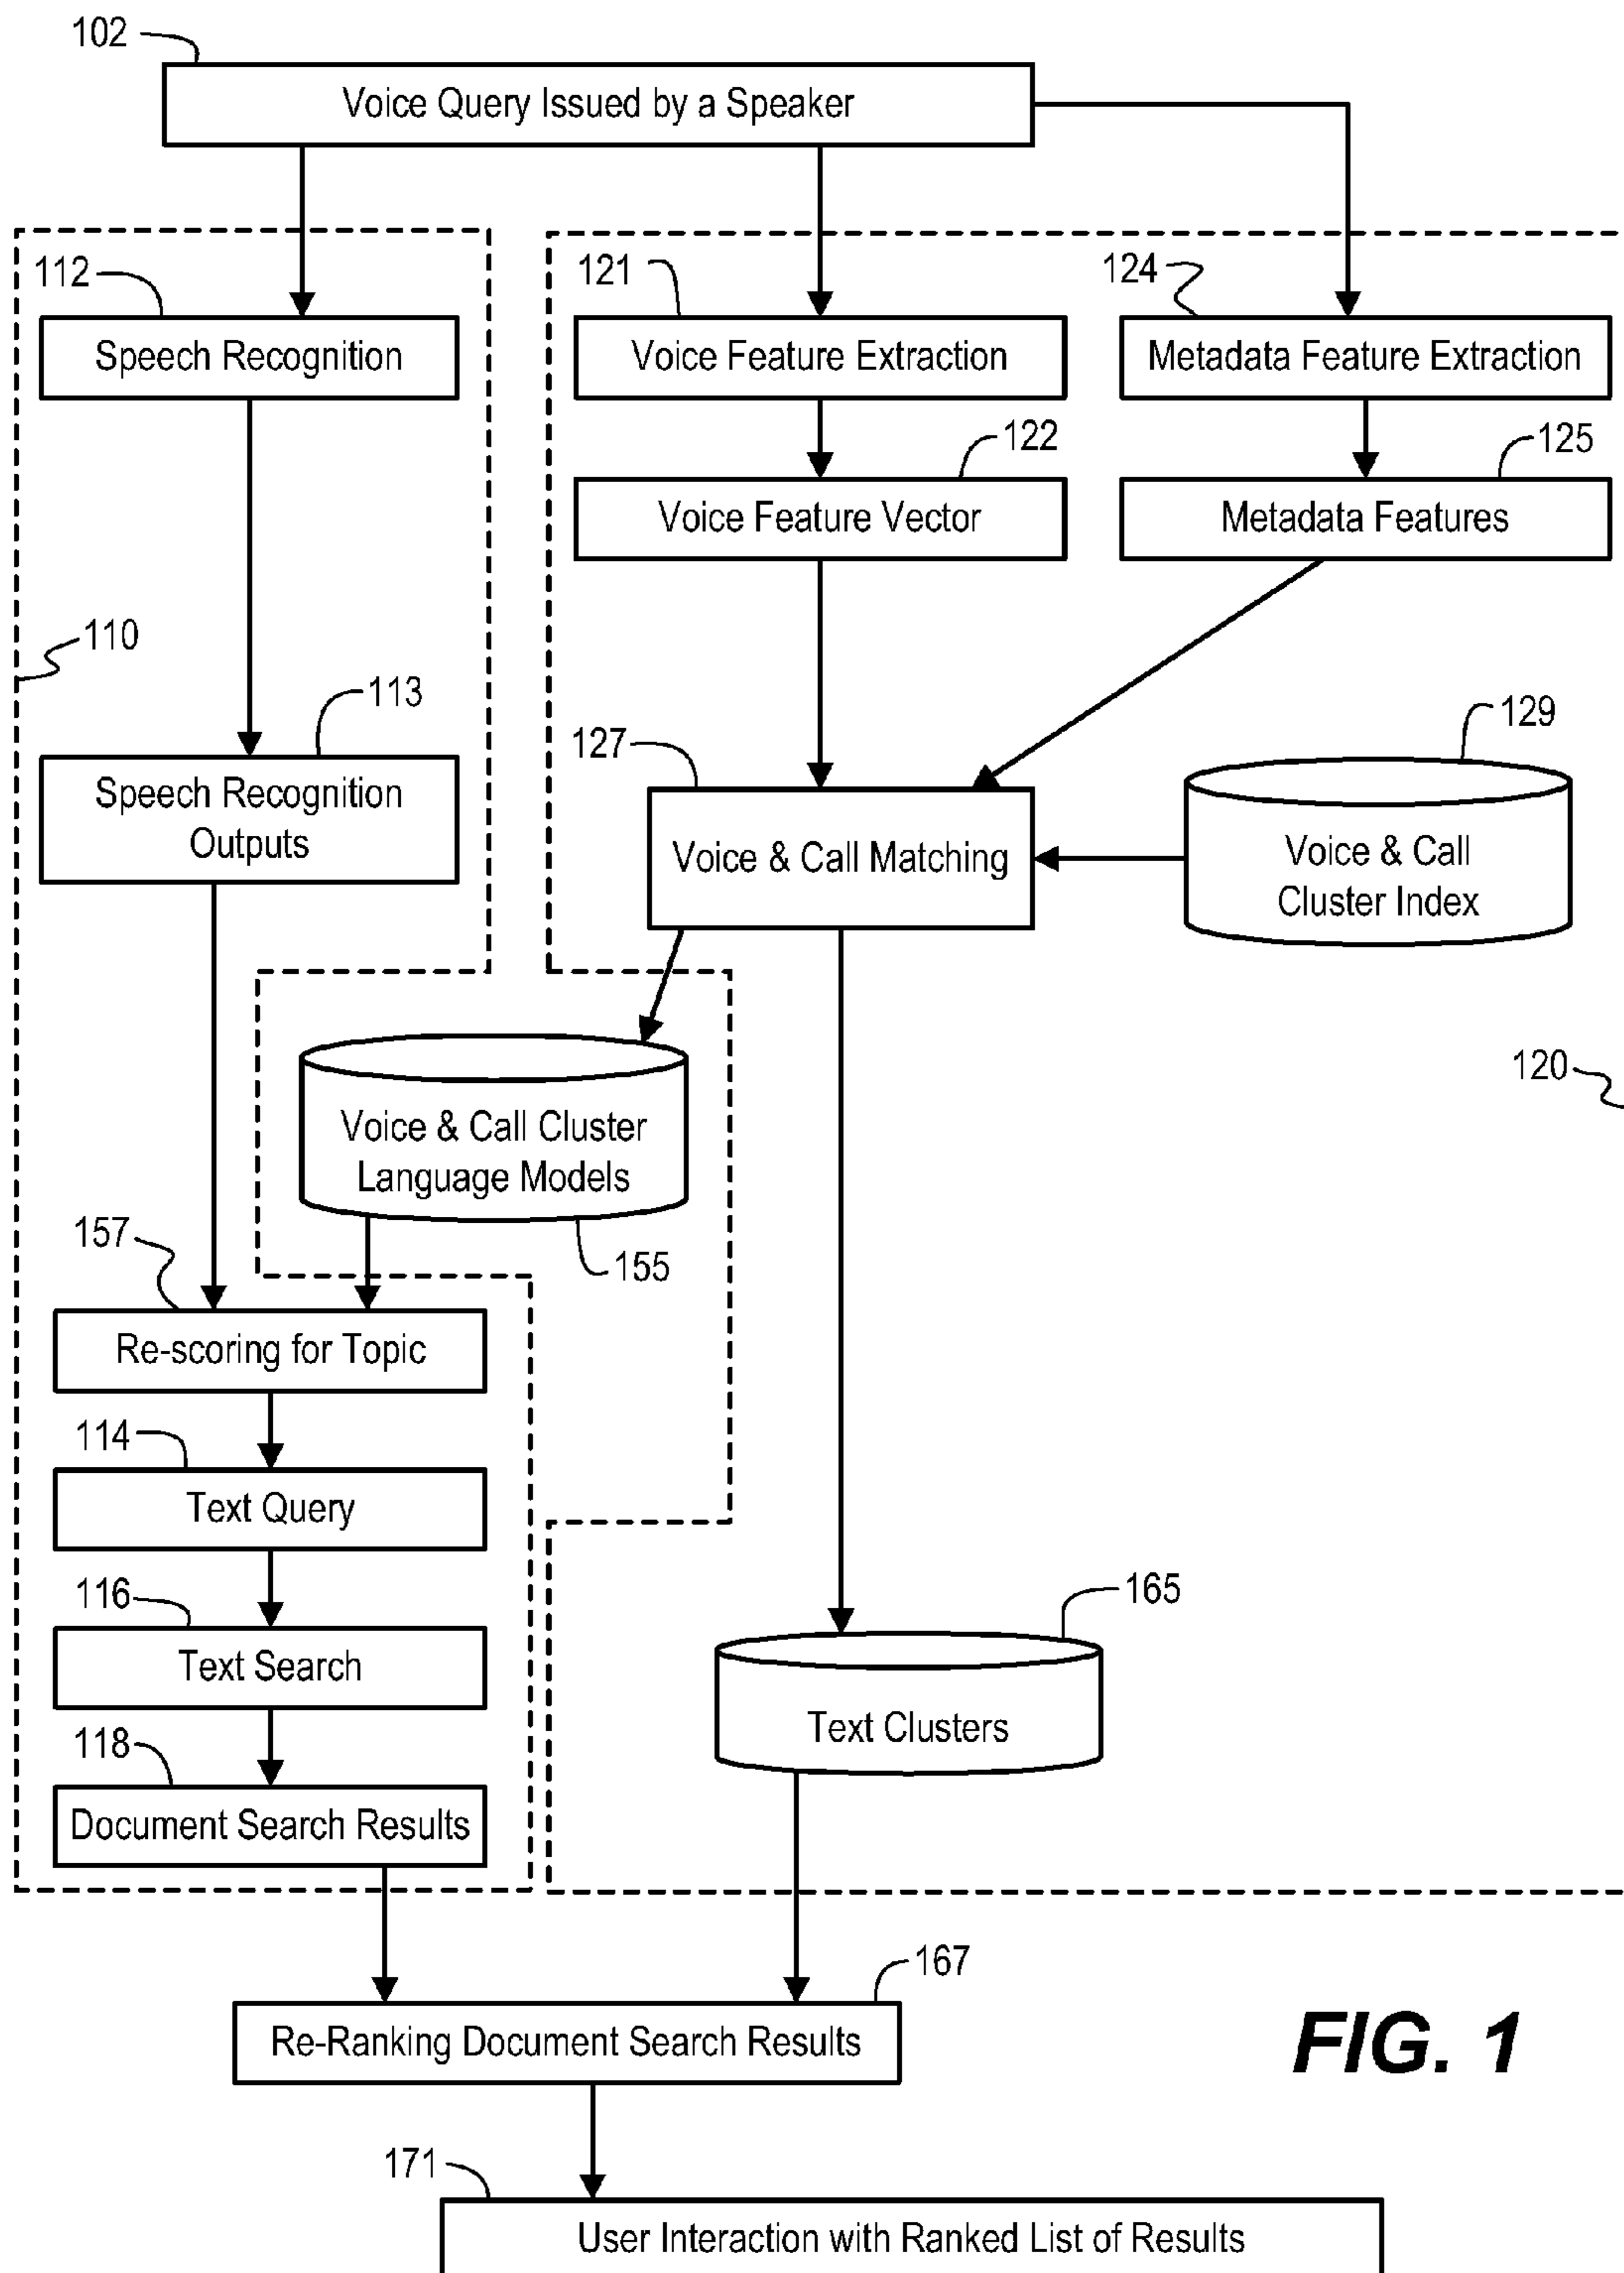 102
Voice Query Issued by a Speaker
112
121
124
Speech Recognition
Voice Feature Extraction
Metadata Feature Extraction
122
125
Voice Feature Vector
Metadata Features
110
113
127
129
Speech Recognition
Outputs
Voice & Call Matching
Voice & Call
Cluster Index
120
Voice & Call Cluster
Language Models
157
155
Re-scoring for Topic
114
Text Query
116
165
Text Search
Text Clusters
118
Document Search Results
167
Re-Ranking Document Search Results
FIG. 1
171
User Interaction with Ranked List of Results